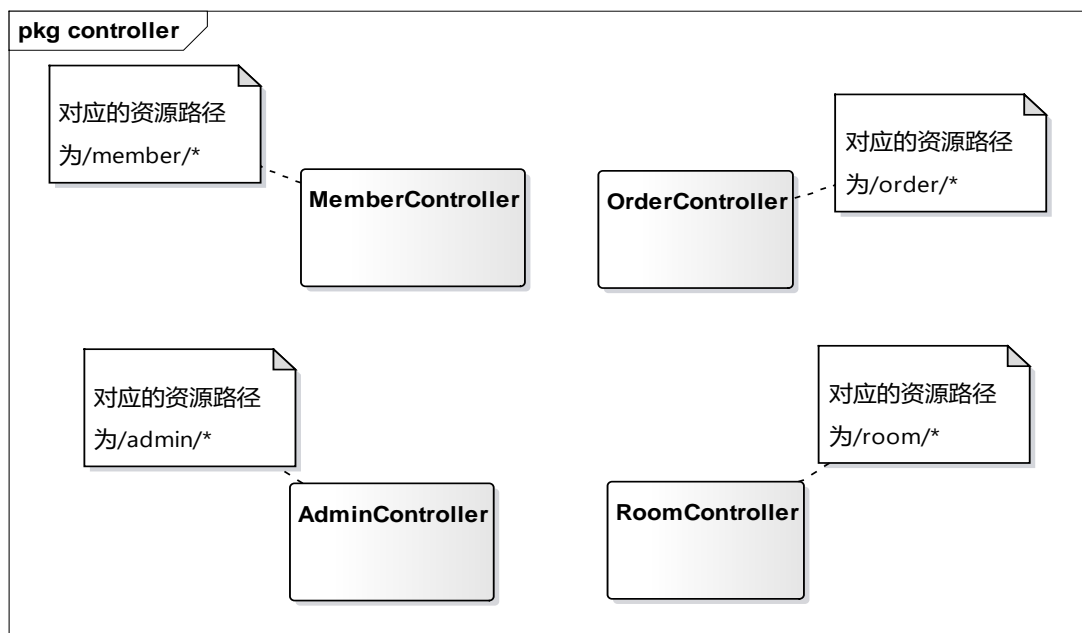 pkg controller
对应的资源路径
为/member/*
MemberController
对应的资源路径
为/order/*
OrderController
对应的资源路径
为/admin/*
AdminController
对应的资源路径
为/room/*
RoomController